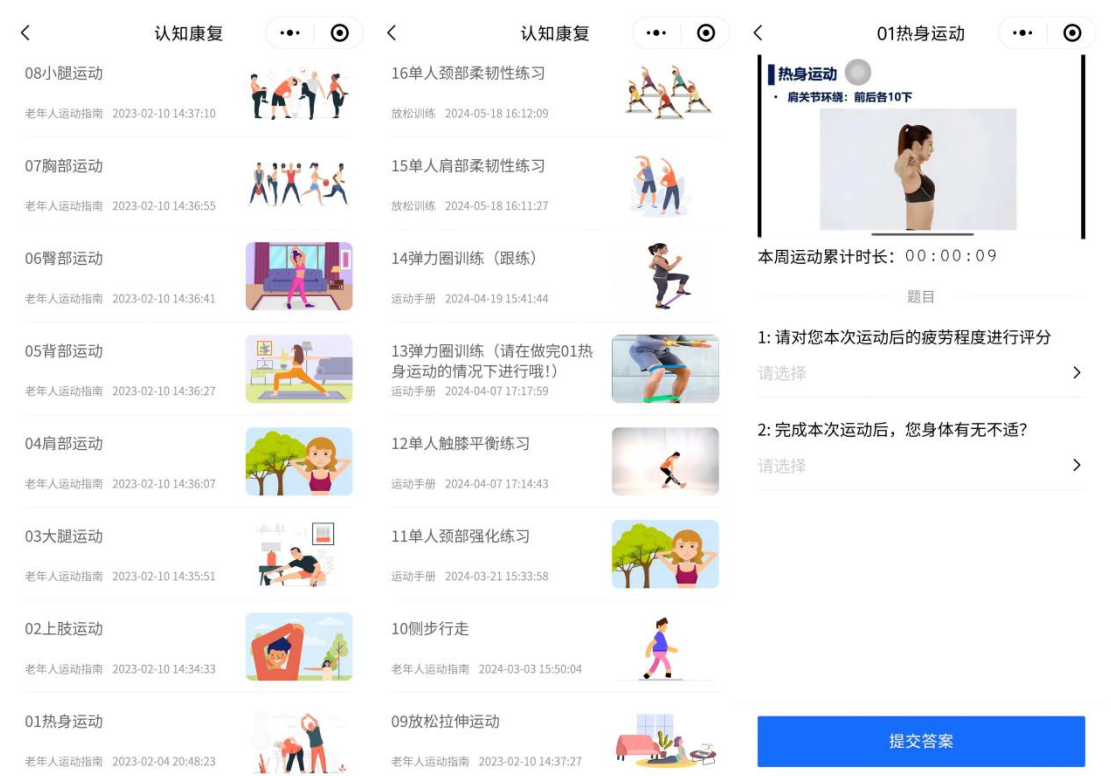 认知康复
08小腿运动
老年人运动指南 2023-02-10 14:37:10
07胸部运动
老年人运动指南 2023-02-10 14:36:55
06臀部运动
老年人运动指南 2023-02-10 14:36:41
05背部运动
老年人运动指南 2023-02-10 14:36:27
04肩部运动
老年人运动指南 2023-02-10 14:36:07
03大腿运动
老年人运动指南 2023-02-10 14:35:51
02上肢运动
老年人运动指南 2023-02-10 14:34:33
01热身运动
老年人运动指南 2023-02-04 20:48:23
认知康复
16单人颈部柔韧性练习
放松训练 2024-05-18 16:12:09
15单人肩部柔韧性练习
放松训练 2024-05-18 16:11:27
14弹力圈训练（跟练）
运动手册 2024-04-19 15:41:44
13弹力圈训练（请在做完01热
身运动的情况下进行哦！）
运动手册 2024-04-07 17:17:59
12单人触膝平衡练习
运动手册 2024-04-07 17:14:43
11单人颈部强化练习
运动手册 2024-03-21 15:33:58
10侧步行走
老年人运动指南 2024-03-03 15:50:04
09放松拉伸运动
老年人运动指南 2023-02-10 14:37:27
01热身运动
热身运动
· 肩关节环绕：前后各10下
本周运动累计时长：00:00:09
题目
1: 请对您本次运动后的疲劳程度进行评分
请选择
2: 完成本次运动后，您身体有无不适？
请选择
提交答案